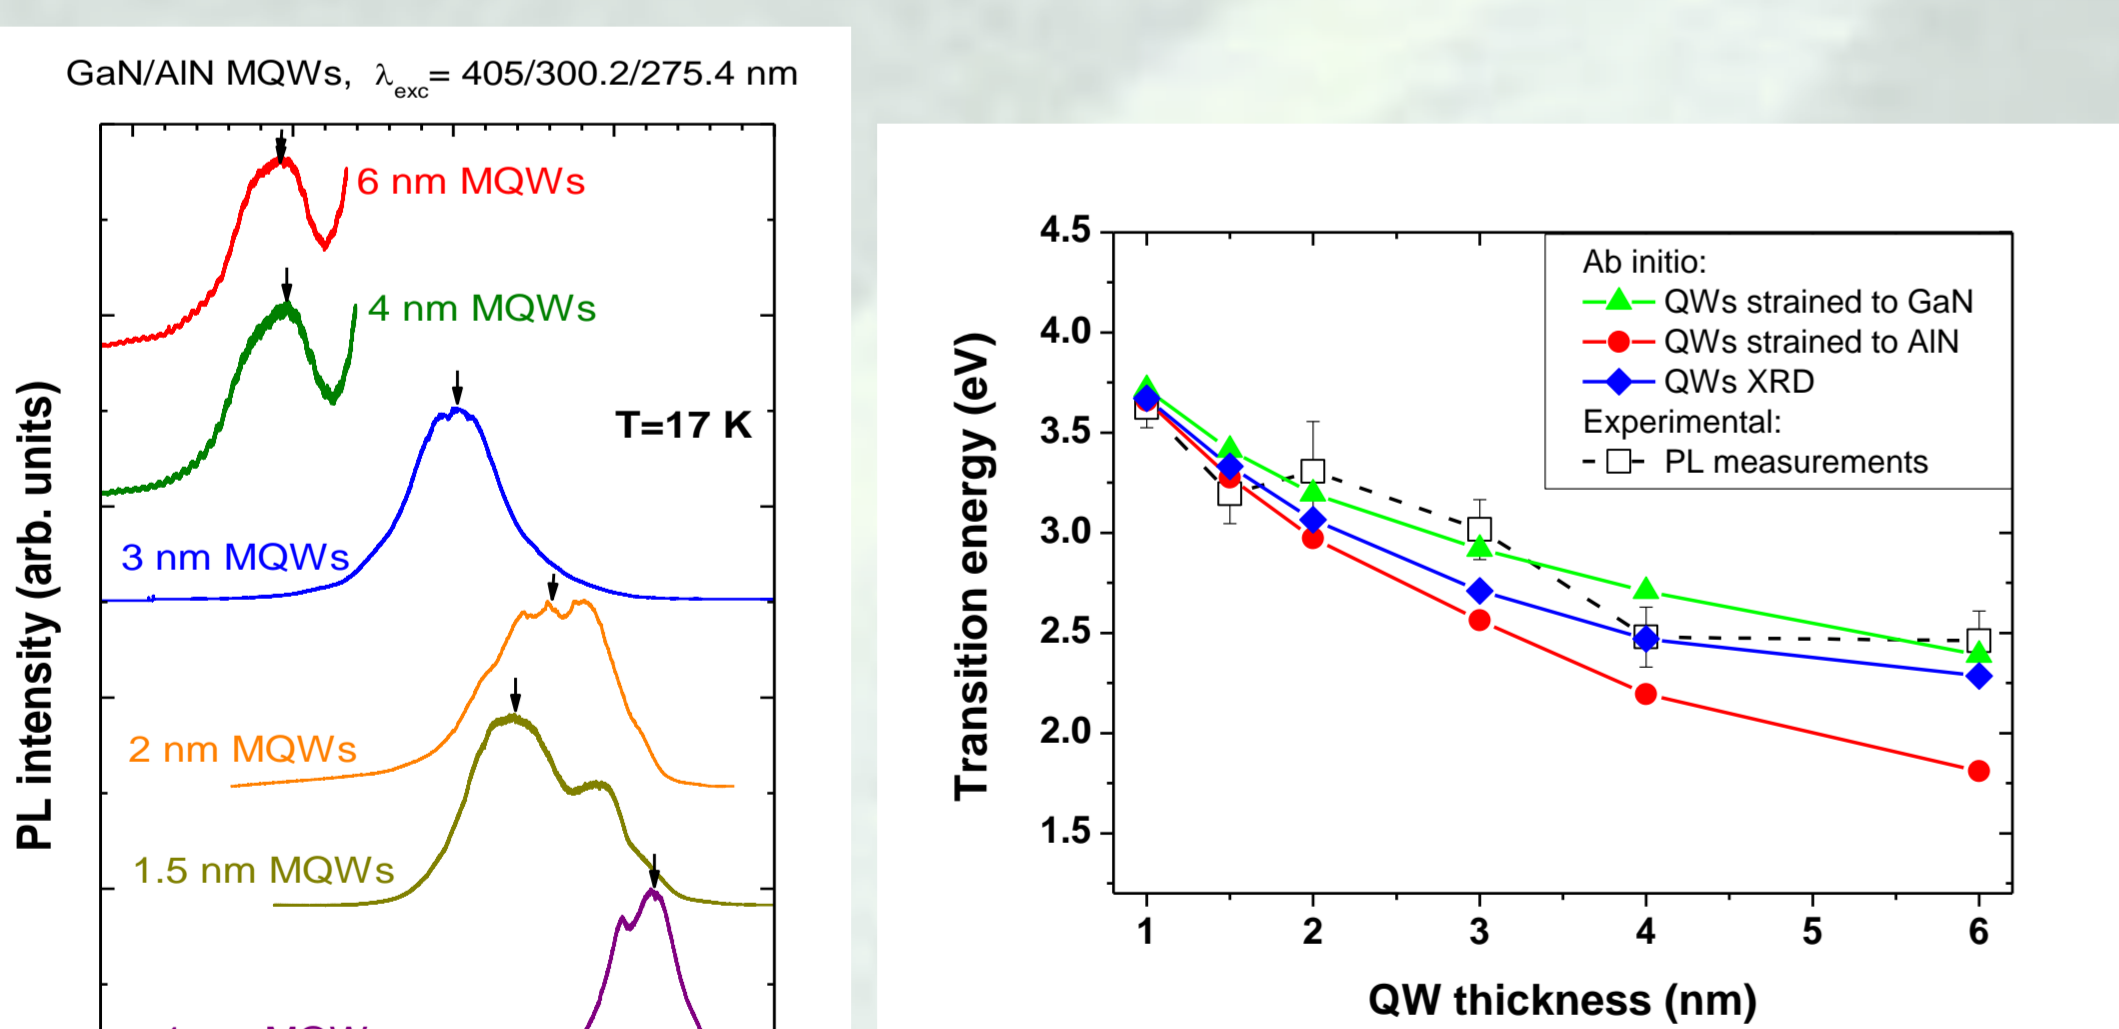 GaN/AlN MQWs, λexc= 405/300.2/275.4 nm
6 nm MQWs
4 nm MQWs
T=17 K
3 nm MQWs
2 nm MQWs
1.5 nm MQWs
PL intensity (arb. units)
4.5
4.0
3.5
3.0
2.5
2.0
1.5
Transition energy (eV)
Ab initio:
QWs strained to GaN
QWs strained to AlN
QWs XRD
Experimental:
PL measurements
1 2 3 4 5 6
QW thickness (nm)